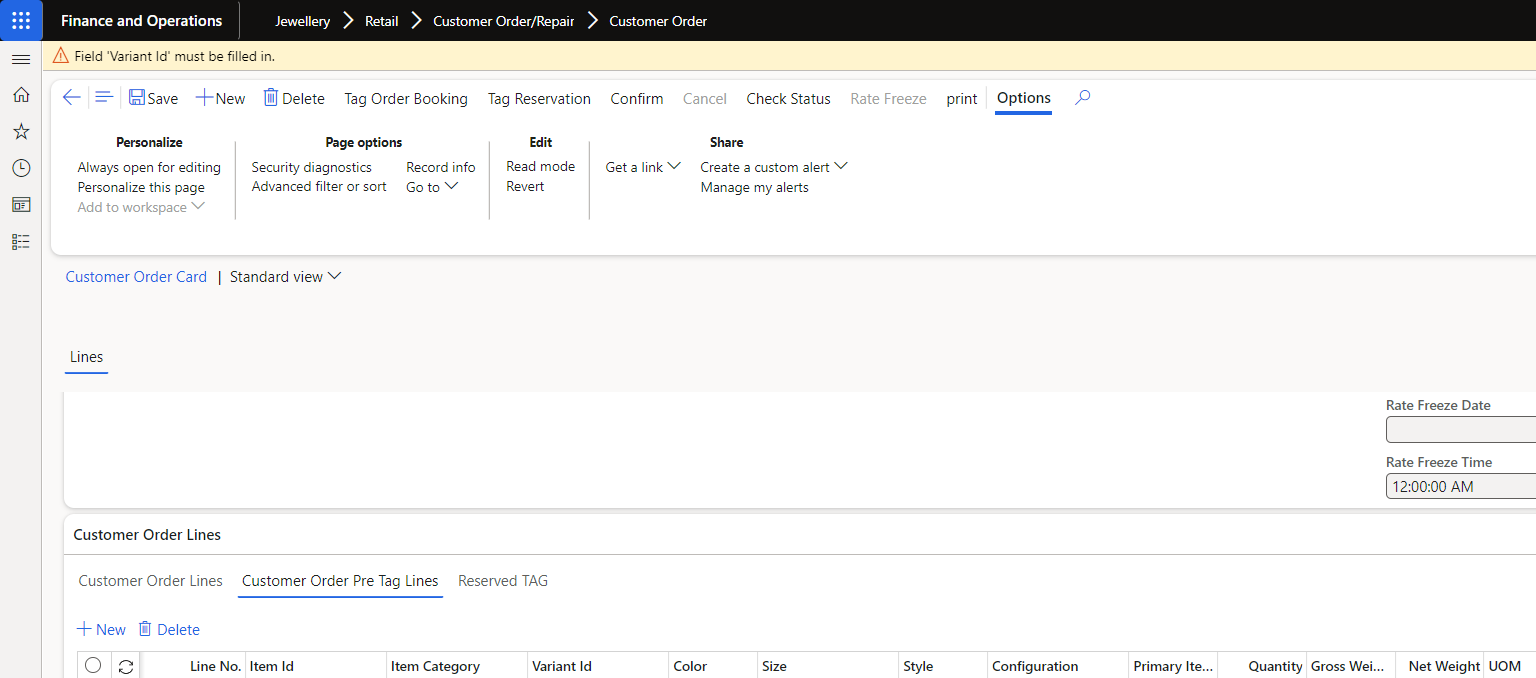 Finance and Operations
Jewellery > Retail > Customer Order/Repair > Customer Order
Field 'Variant Id' must be filled in.
Save New Delete Tag Order Booking Tag Reservation Confirm Cancel Check Status Rate Freeze print Options
Personalize Page options Edit Share
Always open for editing Security diagnostics Record info Read mode Get a link Create a custom alert
Personalize this page Advanced filter or sort Go to Revert Manage my alerts
Add to workspace
Customer Order Card | Standard view
Lines
Rate Freeze Date
Rate Freeze Time
12:00:00 AM
Customer Order Lines
Customer Order Lines Customer Order Pre Tag Lines Reserved TAG
New Delete
Line No. Item Id Item Category Variant Id Color Size Style Configuration Primary Ite... Quantity Gross Wei... Net Weight UOM